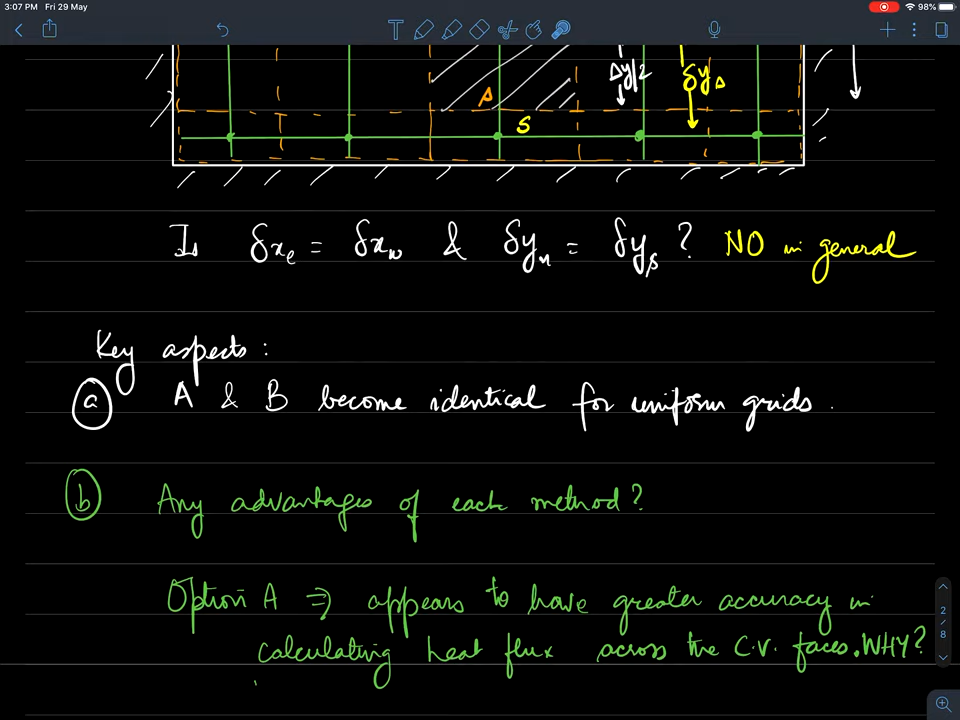 3:07 PM Fri 29 May
98%
T
Δy/2
δys
A
S
Is δxe = δxw & δyn = δys ? NO in general
Key aspects :
(a) A & B become identical for uniform grids .
(b) Any advantages of each method?
Option A ⇒ appears to have greater accuracy in
calculating heat flux across the C.V. faces. WHY?
2
/
8